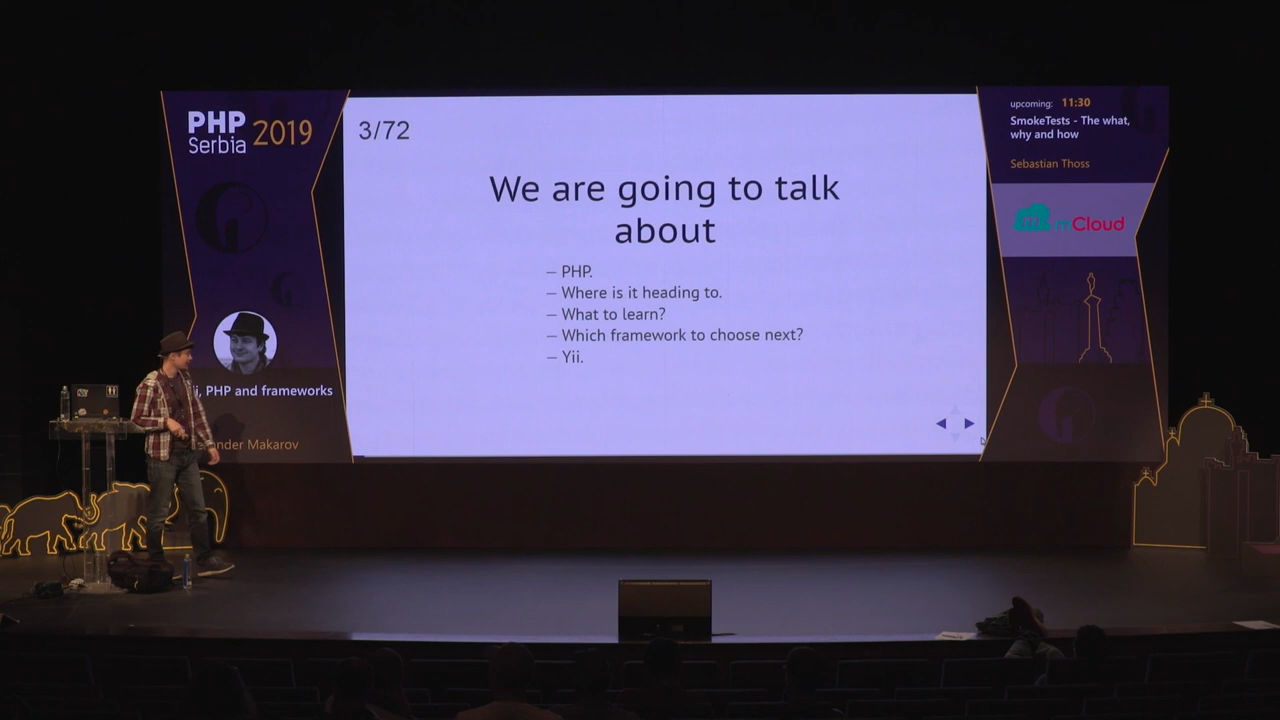 PHP
Serbia 2019
3/72
We are going to talk
about
– PHP.
– Where is it heading to.
– What to learn?
– Which framework to choose next?
– Yii.
upcoming: 11:30
SmokeTests - The what,
why and how
Sebastian Thoss
mCloud
i, PHP and frameworks
ander Makarov